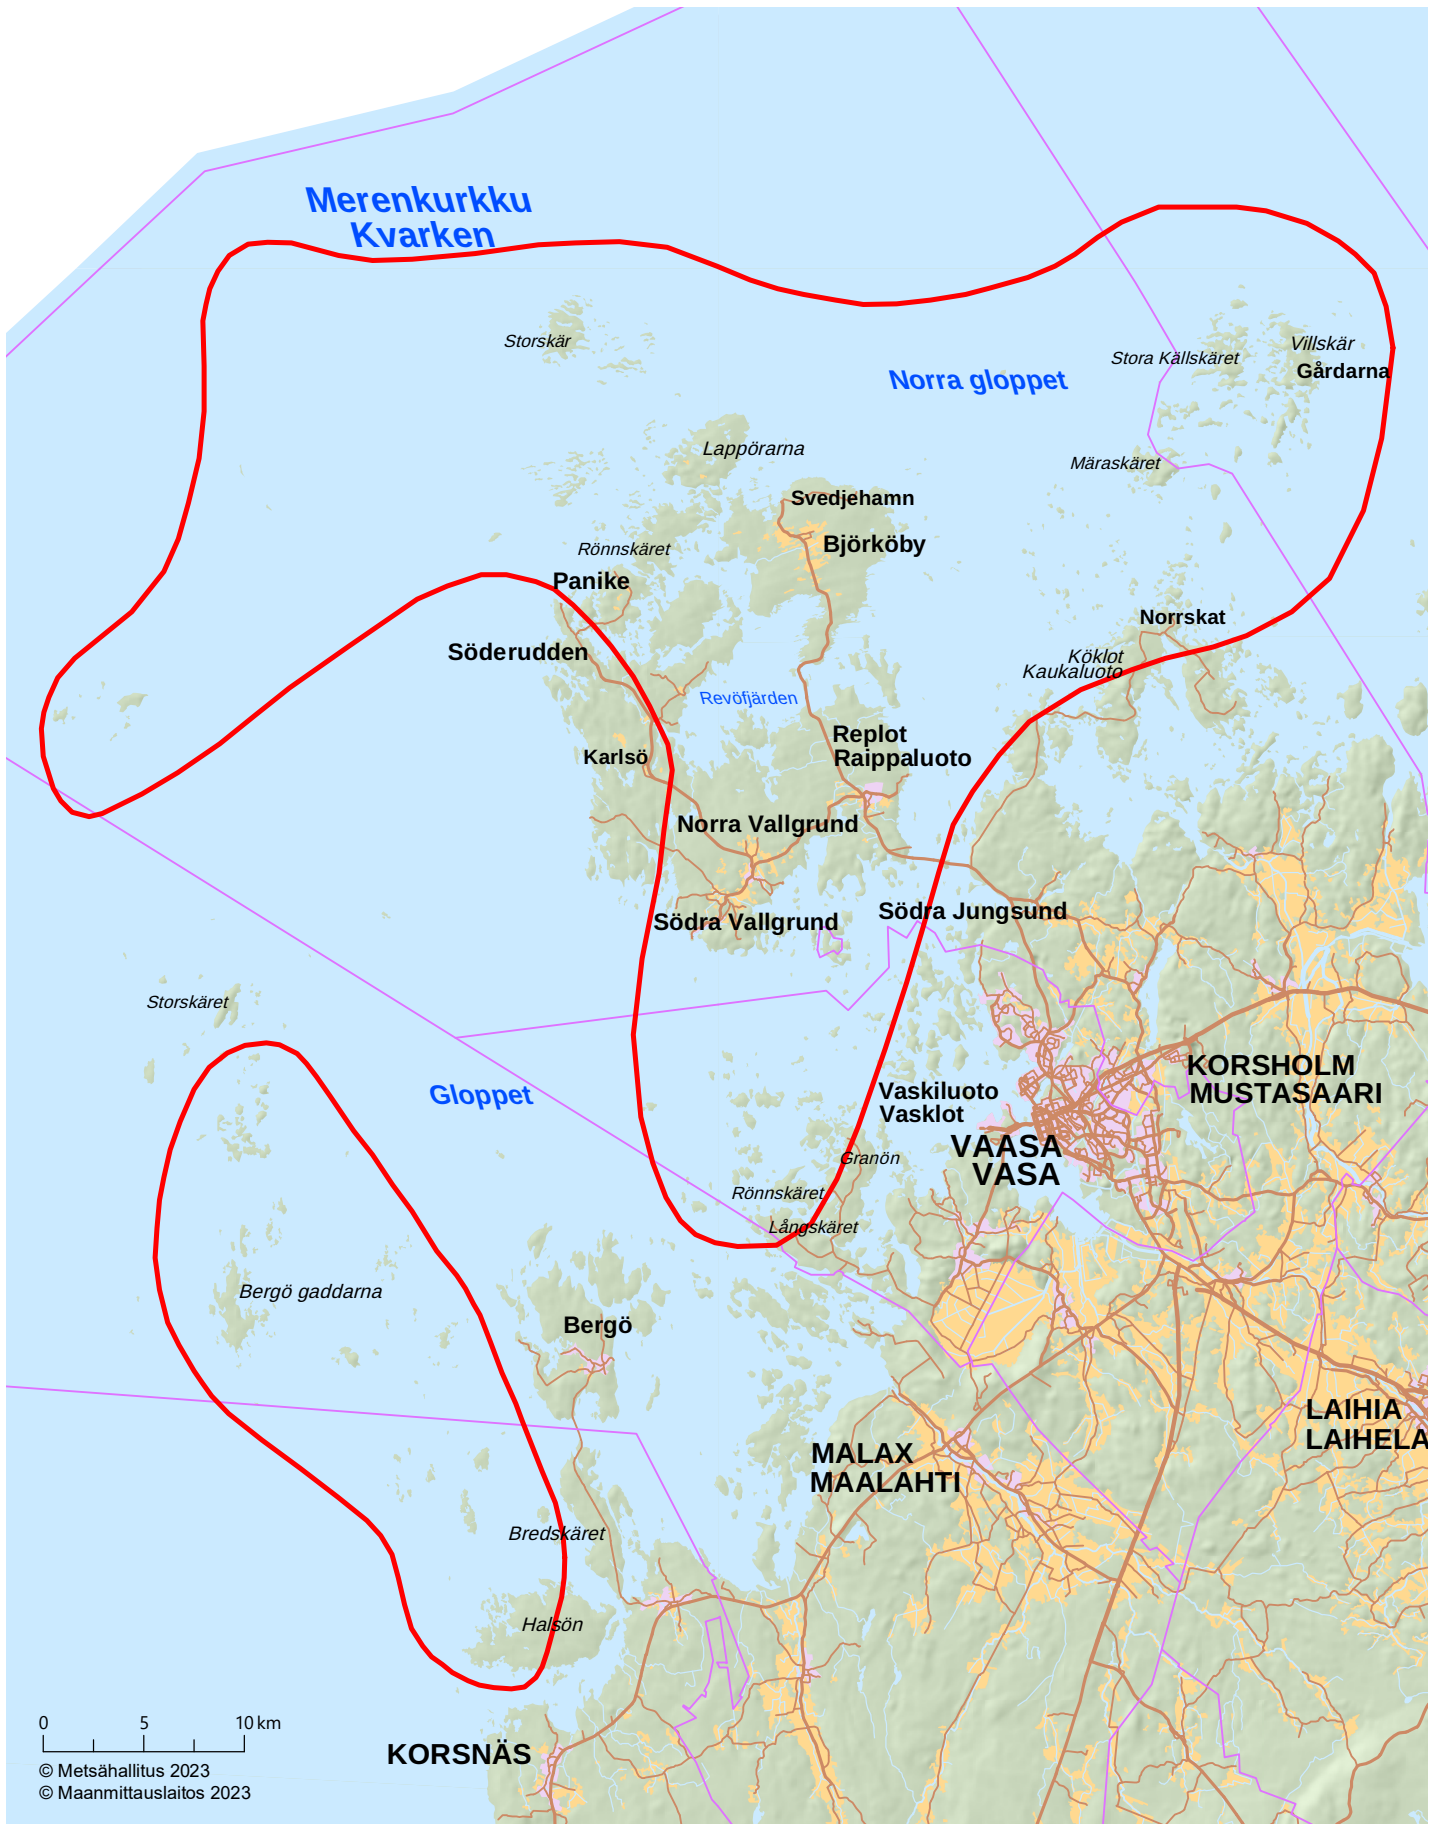 Merenkurkku
Kvarken
Storskär
Villskär
Stora Källskäret
Gårdarna
Norra gloppet
Lappörarna
Märaskäret
Svedjehamn
Björköby
Rönnskäret
Panike
Norrskat
Söderudden
Köklot
Kaukaluoto
Revöfjärden
Replot
Raippaluoto
Karlsö
Norra Vallgrund
Södra Jungsund
Södra Vallgrund
Storskäret
KORSHOLM
MUSTASAARI
Gloppet
Vaskiluoto
Vasklot
VAASA
VASA
Granön
Rönnskäret
Långskäret
Bergö gaddarna
Bergö
LAIHIA
LAIHELA
MALAX
MAALAHTI
Bredskäret
Halsön
0 5 10 km
KORSNÄS
© Metsähallitus 2023
© Maanmittauslaitos 2023